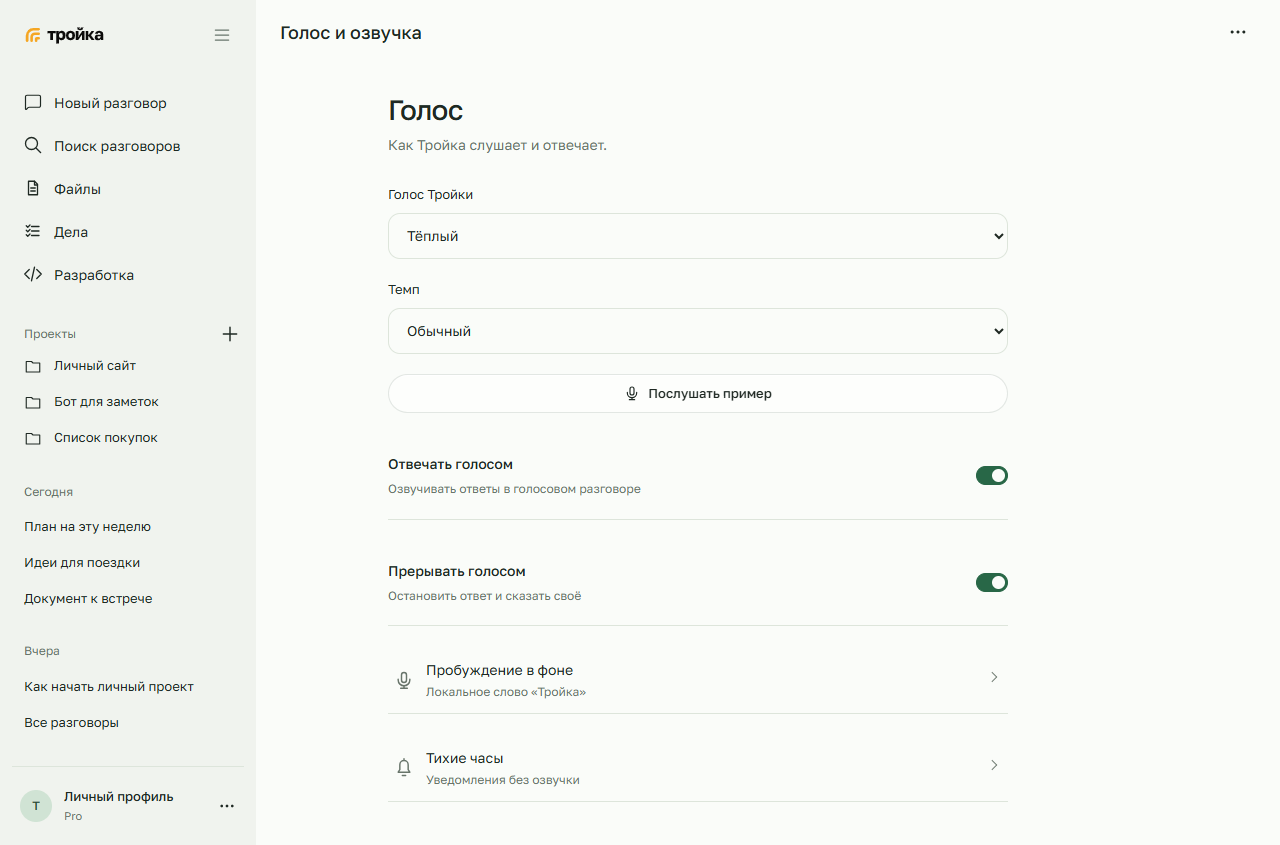 тройка
Новый разговор
Поиск разговоров
Файлы
Дела
Разработка
Проекты
Личный сайт
Бот для заметок
Список покупок
Сегодня
План на эту неделю
Идеи для поездки
Документ к встрече
Вчера
Как начать личный проект
Все разговоры
Т
Личный профиль
Pro
Голос и озвучка
Голос
Как Тройка слушает и отвечает.
Голос Тройки
Тёплый
Темп
Обычный
Послушать пример
Отвечать голосом
Озвучивать ответы в голосовом разговоре
Прерывать голосом
Остановить ответ и сказать своё
Пробуждение в фоне
Локальное слово «Тройка»
Тихие часы
Уведомления без озвучки